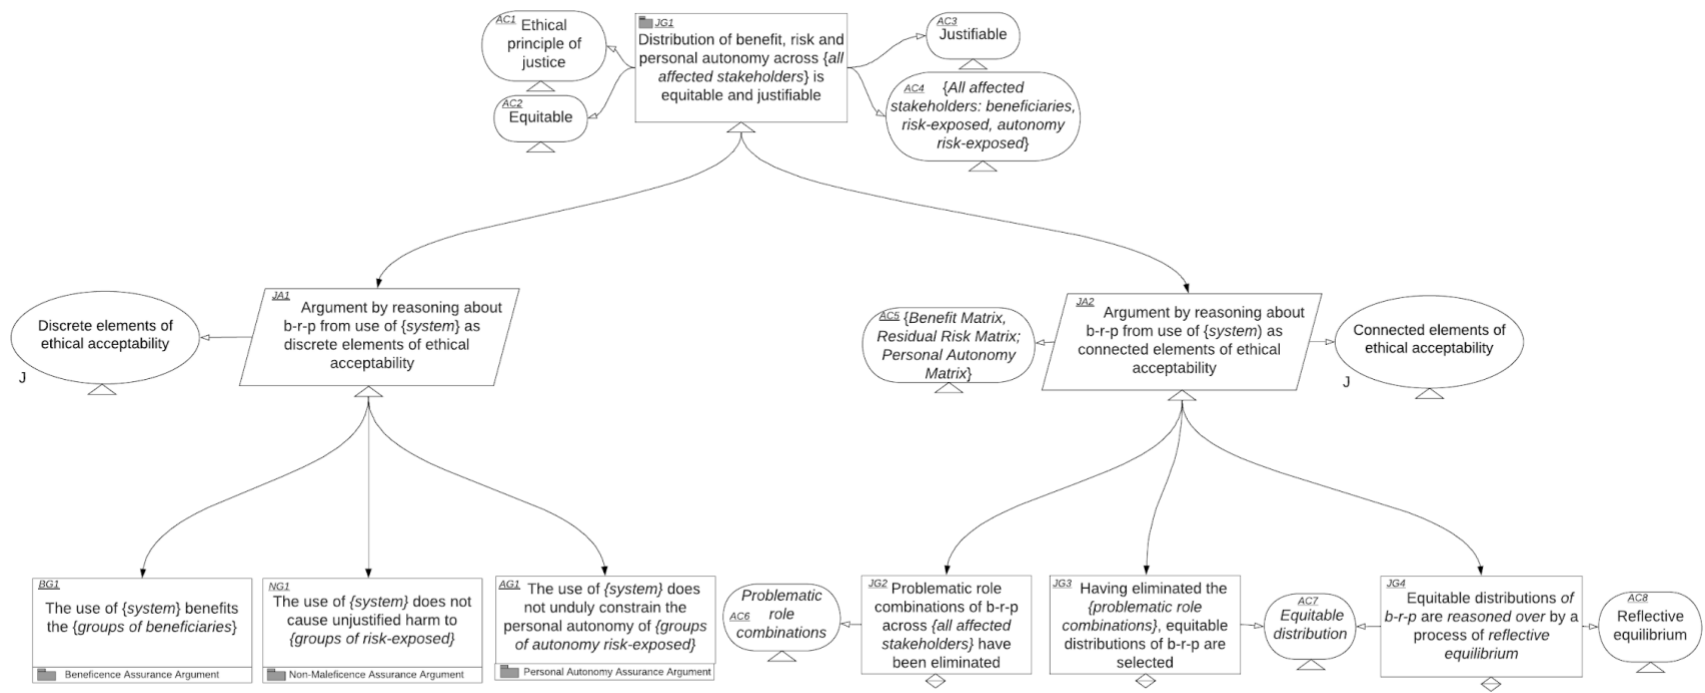 AC1 Ethical
principle of
justice
AC2
Equitable
JG1
Distribution of benefit, risk and
personal autonomy across {all
affected stakeholders} is
equitable and justifiable
AC3
Justifiable
AC4 {All affected
stakeholders: beneficiaries,
risk-exposed, autonomy
risk-exposed}
Discrete elements of
ethical acceptability
J
JA1
Argument by reasoning about
b-r-p from use of {system} as
discrete elements of ethical
acceptability
AC5 {Benefit Matrix,
Residual Risk Matrix;
Personal Autonomy
Matrix}
JA2
Argument by reasoning about
b-r-p from use of {system) as
connected elements of ethical
acceptability
Connected elements of
ethical acceptability
J
BG1
The use of {system} benefits
the {groups of beneficiaries}
Beneficence Assurance Argument
NG1
The use of {system} does not
cause unjustified harm to
{groups of risk-exposed}
Non-Maleficence Assurance Argument
AG1 The use of {system} does
not unduly constrain the
personal autonomy of {groups
of autonomy risk-exposed}
Personal Autonomy Assurance Argument
Problematic
AC6 role
combinations
JG2 Problematic role
combinations of b-r-p
across {all affected
stakeholders} have
been eliminated
JG3 Having eliminated the
{problematic role
combinations}, equitable
distributions of b-r-p are
selected
AC7
Equitable
distribution
JG4
Equitable distributions of
b-r-p are reasoned over by a
process of reflective
equilibrium
AC8
Reflective
equilibrium